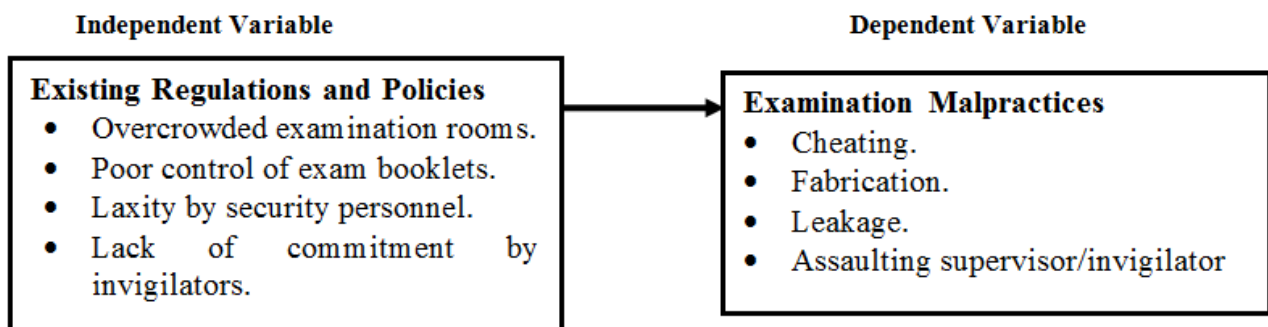 Independent Variable
Dependent Variable
Existing Regulations and Policies
• Overcrowded examination rooms.
• Poor control of exam booklets.
• Laxity by security personnel.
• Lack of commitment by
invigilators.
Examination Malpractices
• Cheating.
• Fabrication.
• Leakage.
• Assaulting supervisor/invigilator